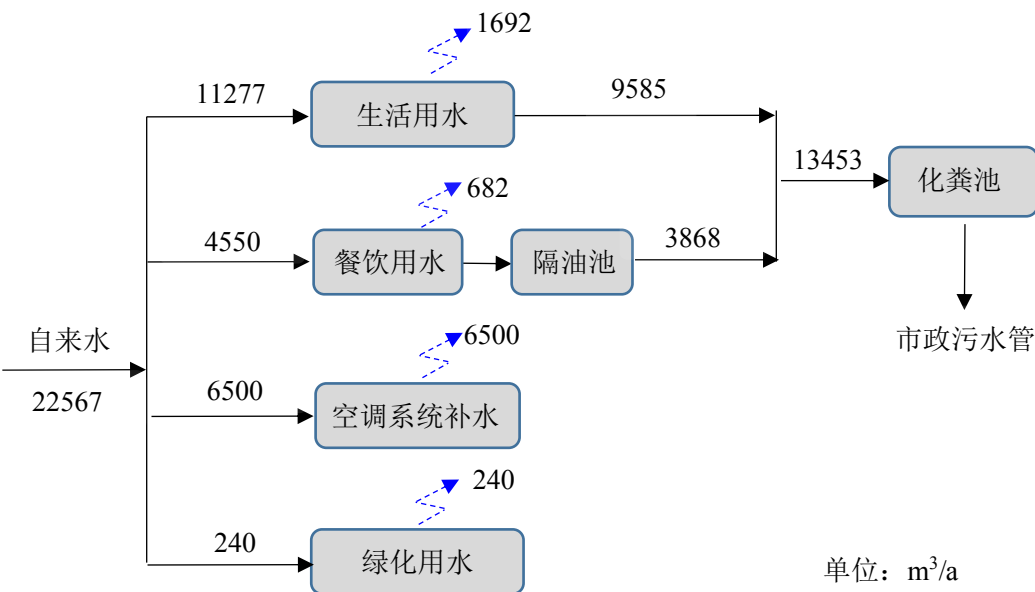 1692
11277
生活用水
9585
13453
化粪池
682
4550
餐饮用水
隔油池
3868
自来水
22567
市政污水管
6500
6500
空调系统补水
240
240
绿化用水
单位：m³/a